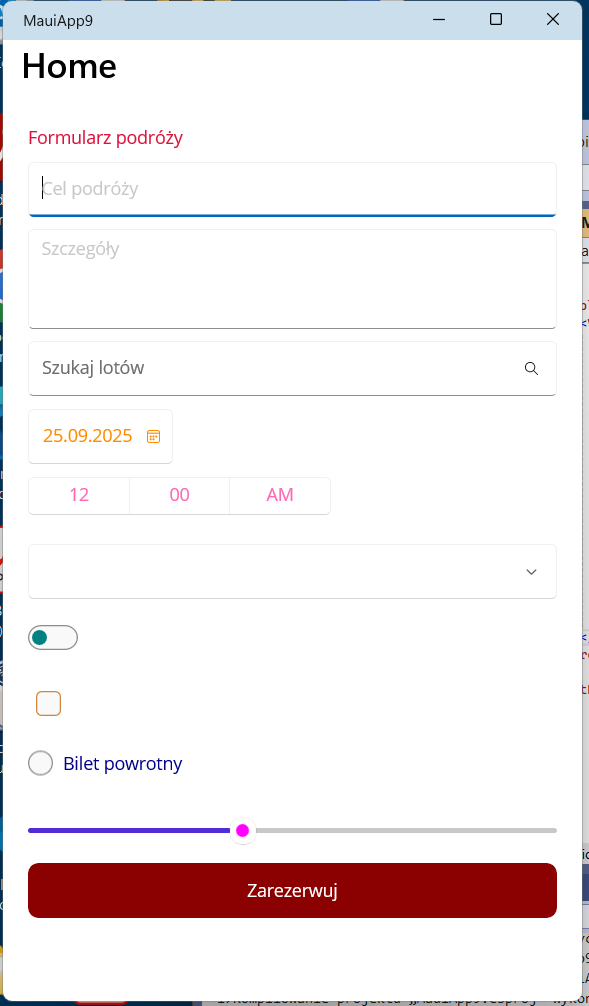 MauiApp9
Home
Formularz podróży
Cel podróży
Szczegóły
Szukaj lotów
25.09.2025
12 00 AM
Bilet powrotny
Zarezerwuj